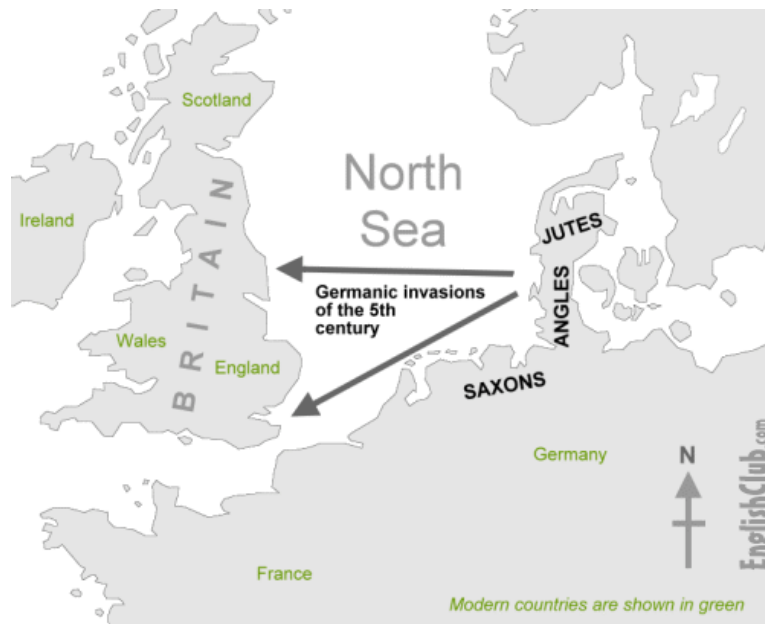 Scotland
North
Sea
Ireland
BRITAIN
JUTES
ANGLES
Germanic invasions
of the 5th
century
Wales
England
SAXONS
Germany
N
France
EnglishClub.com
Modern countries are shown in green